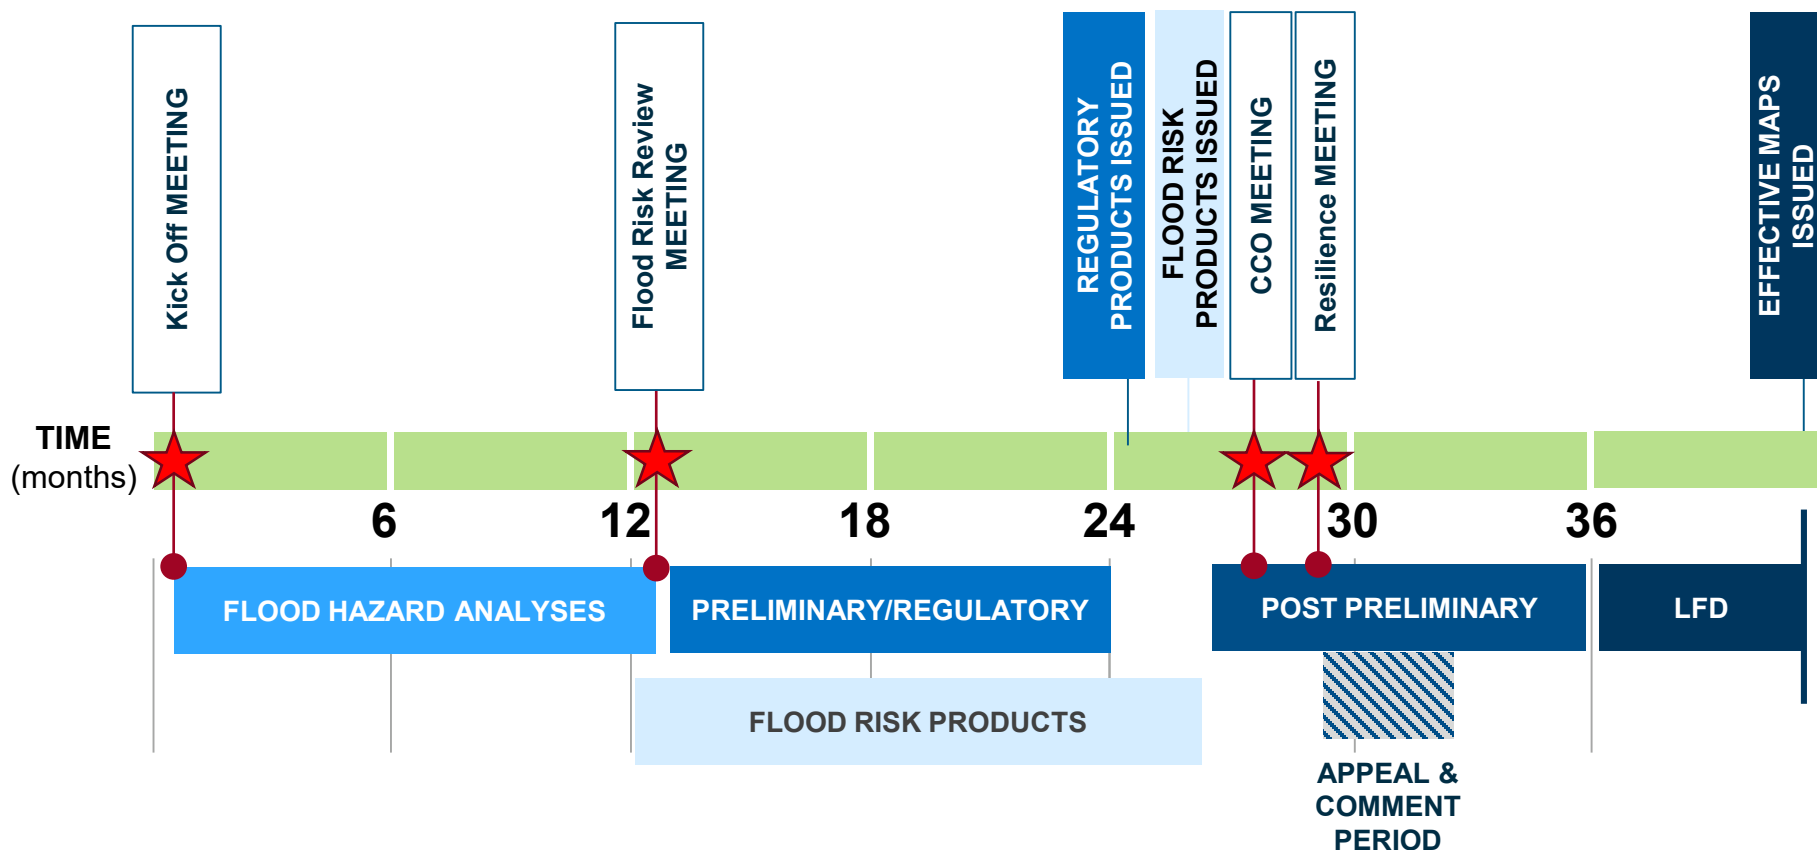 Kick Off MEETING
Flood Risk Review
MEETING
REGULATORY
PRODUCTS ISSUED
FLOOD RISK
PRODUCTS ISSUED
CCO MEETING
Resilience MEETING
EFFECTIVE MAPS
ISSUED
TIME
(months)
6
12
18
24
30
36
FLOOD HAZARD ANALYSES
PRELIMINARY/REGULATORY
POST PRELIMINARY
LFD
FLOOD RISK PRODUCTS
APPEAL &
COMMENT
PERIOD